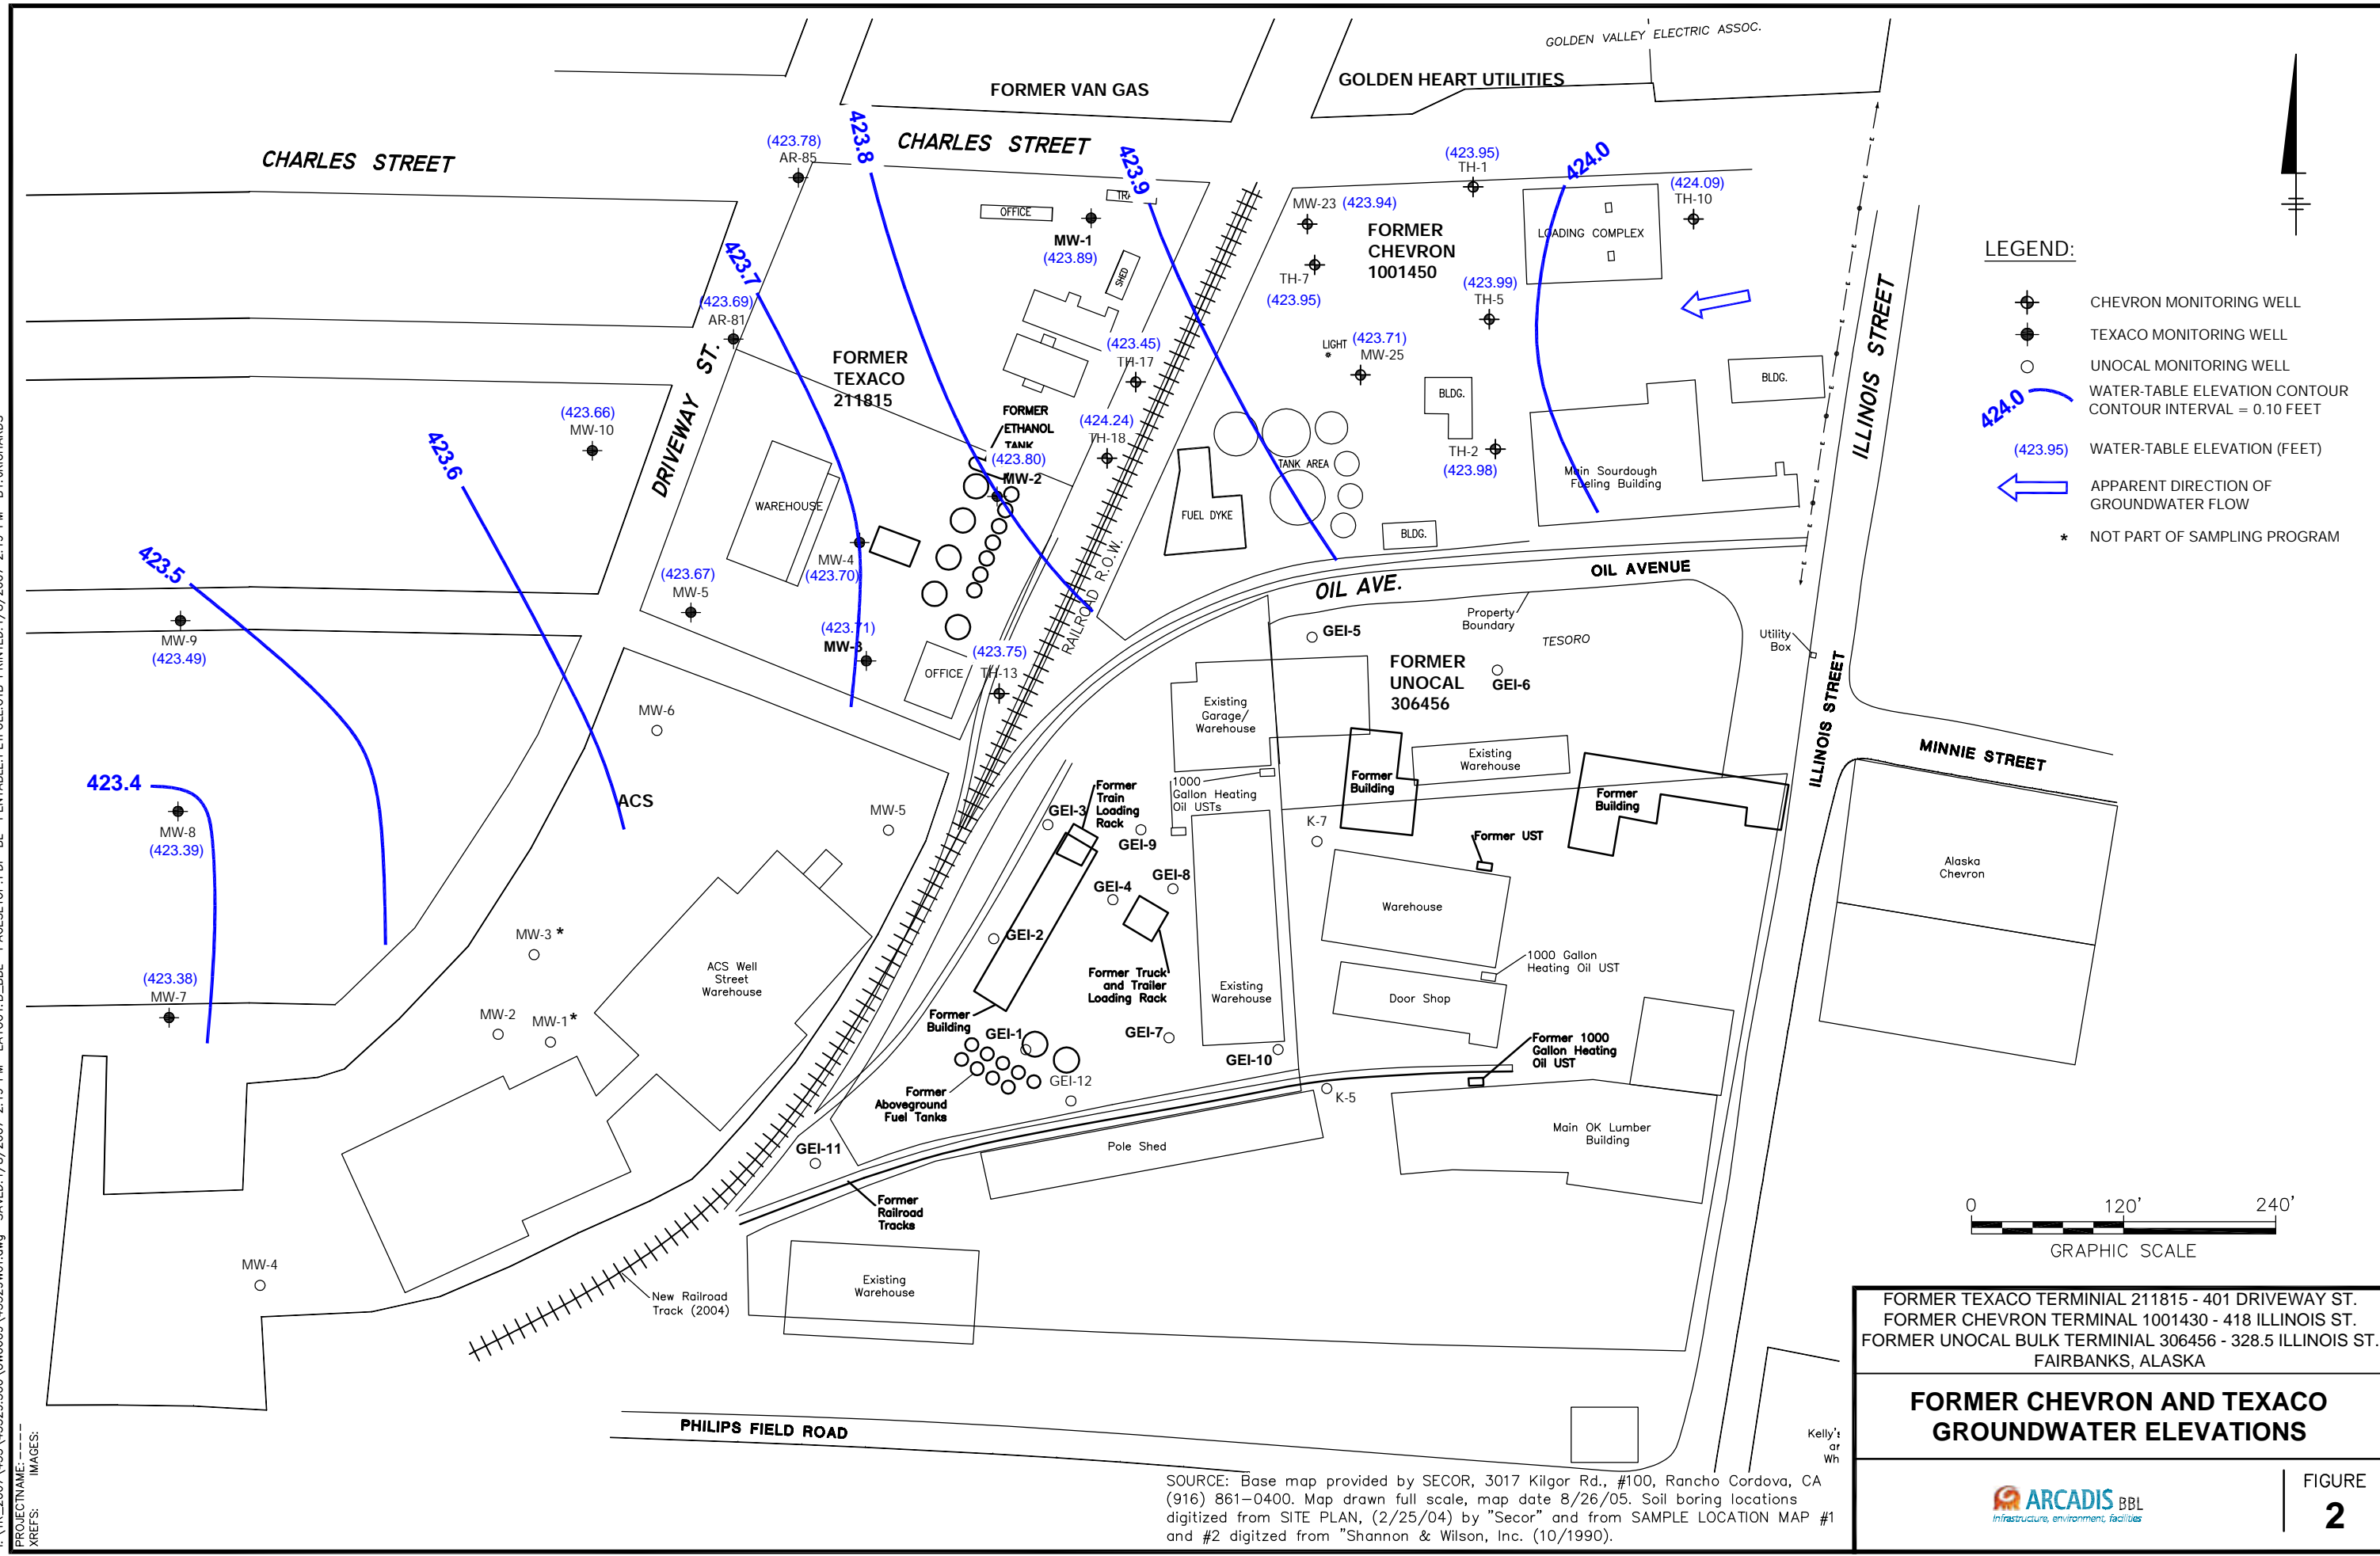 GOLDEN VALLEY ELECTRIC ASSOC.
GOLDEN HEART UTILITIES
FORMER VAN GAS
CHARLES STREET
CHARLES STREET
(423.78)
AR-85
423.8
423.9
(423.95)
TH-1
424.0
(424.09)
TH-10
OFFICE
MW-1
(423.89)
SHED
MW-23 (423.94)
FORMER
CHEVRON
1001450
TH-7
(423.95)
LOADING COMPLEX
(423.99)
TH-5
423.7
(423.69)
AR-81
DRIVEWAY ST.
FORMER
TEXACO
211815
(423.45)
TH-17
LIGHT
(423.71)
MW-25
BLDG.
BLDG.
ILLINOIS STREET
(423.66)
MW-10
423.6
FORMER
ETHANOL
TANK
(423.80)
MW-2
(424.24)
TH-18
TANK AREA
FUEL DYKE
TH-2
(423.98)
Main Sourdough
Fueling Building
BLDG.
WAREHOUSE
MW-4
(423.70)
(423.67)
MW-5
(423.71)
MW-3
OFFICE
(423.75)
TH-13
RAILROAD R.O.W.
OIL AVE.
OIL AVENUE
423.5
MW-9
(423.49)
423.4
MW-8
(423.39)
(423.38)
MW-7
MW-6
ACS
MW-5
GEI-5
Property
Boundary
TESORO
FORMER
UNOCAL
306456
GEI-6
Utility
Box
ILLINOIS STREET
MINNIE STREET
Existing
Garage/
Warehouse
1000
Gallon Heating
Oil USTs
Former
Building
Existing
Warehouse
Former
Building
Former
Train
Loading
Rack
GEI-3
GEI-9
K-7
Former UST
GEI-4
GEI-8
Warehouse
Alaska
Chevron
MW-3 *
GEI-2
ACS Well
Street
Warehouse
Former Truck
and Trailer
Loading Rack
Existing
Warehouse
1000 Gallon
Heating Oil UST
Door Shop
MW-2
MW-1*
Former
Building
GEI-1
GEI-7
GEI-10
Former 1000
Gallon Heating
Oil UST
GEI-12
K-5
Former
Aboveground
Fuel Tanks
Main OK Lumber
Building
Pole Shed
GEI-11
Former
Railroad
Tracks
MW-4
New Railroad
Track (2004)
Existing
Warehouse
PHILIPS FIELD ROAD
LEGEND:
CHEVRON MONITORING WELL
TEXACO MONITORING WELL
UNOCAL MONITORING WELL
424.0
WATER-TABLE ELEVATION CONTOUR
CONTOUR INTERVAL = 0.10 FEET
(423.95) WATER-TABLE ELEVATION (FEET)
APPARENT DIRECTION OF
GROUNDWATER FLOW
* NOT PART OF SAMPLING PROGRAM
0 120' 240'
GRAPHIC SCALE
SOURCE: Base map provided by SECOR, 3017 Kilgor Rd., #100, Rancho Cordova, CA
(916) 861-0400. Map drawn full scale, map date 8/26/05. Soil boring locations
digitized from SITE PLAN, (2/25/04) by "Secor" and from SAMPLE LOCATION MAP #1
and #2 digitzed from "Shannon & Wilson, Inc. (10/1990).
FORMER TEXACO TERMINIAL 211815 - 401 DRIVEWAY ST.
FORMER CHEVRON TERMINAL 1001430 - 418 ILLINOIS ST.
FORMER UNOCAL BULK TERMINIAL 306456 - 328.5 ILLINOIS ST.
FAIRBANKS, ALASKA
FORMER CHEVRON AND TEXACO
GROUNDWATER ELEVATIONS
ARCADIS BBL
Infrastructure, environment, facilities
FIGURE
2
PROJECTNAME: ----
XREFS: IMAGES: